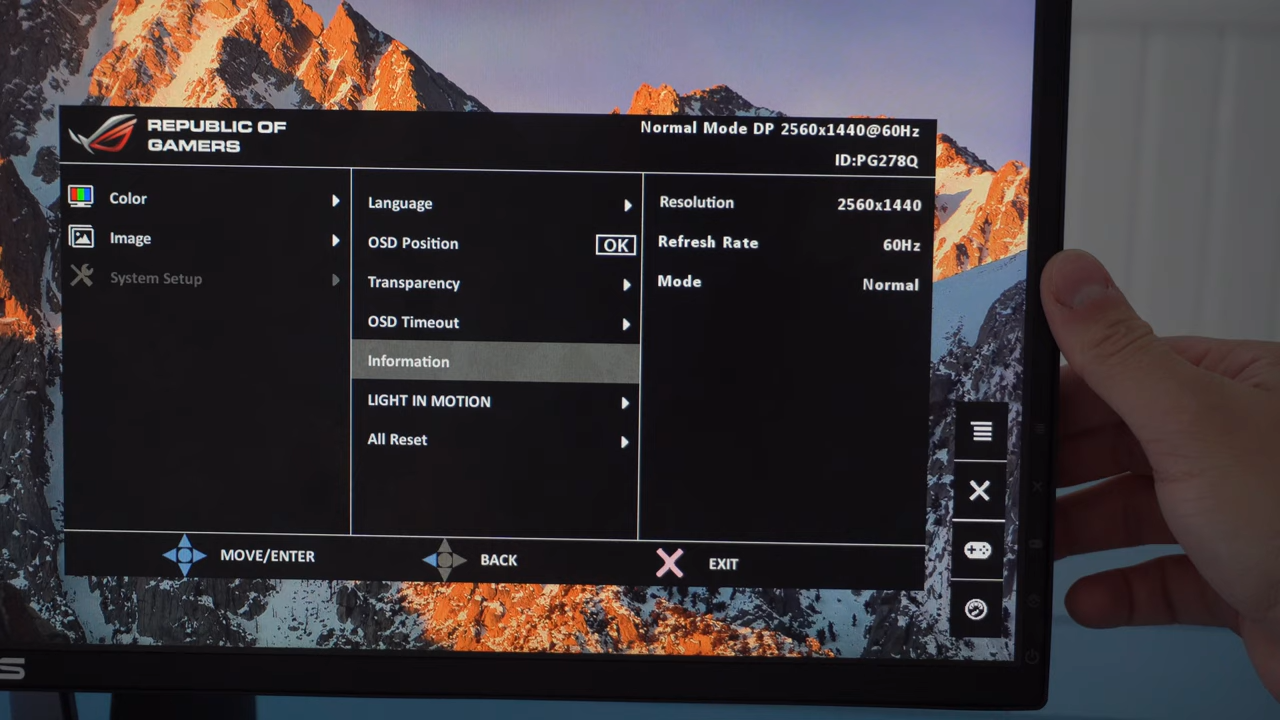 REPUBLIC OF
GAMERS
Normal Mode DP 2560x1440@60Hz
ID:PG278Q
Color
Image
System Setup
Language
OSD Position OK
Transparency
OSD Timeout
Information
LIGHT IN MOTION
All Reset
Resolution 2560x1440
Refresh Rate 60Hz
Mode Normal
MOVE/ENTER BACK EXIT
S